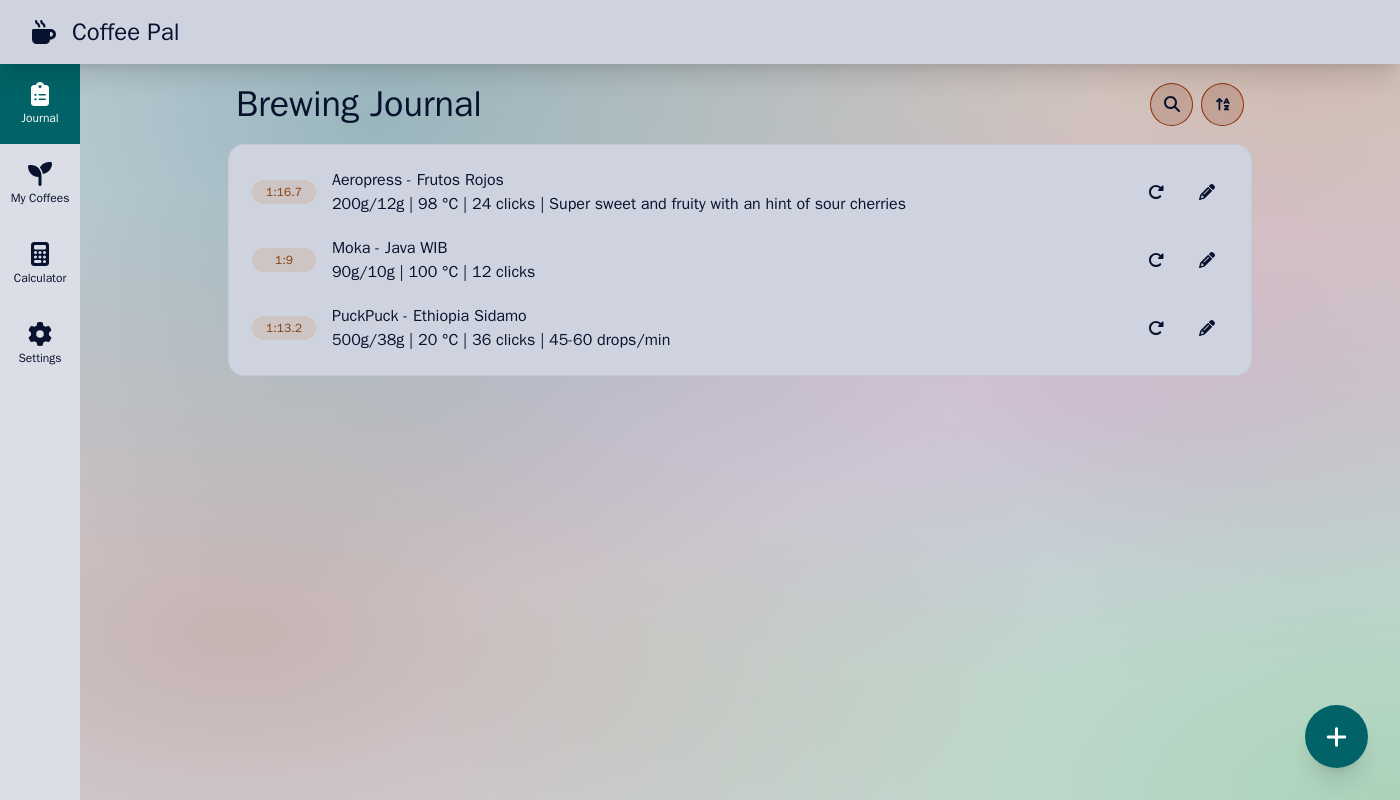 Coffee Pal
Journal
My Coffees
Calculator
Settings
Brewing Journal
1:16.7
Aeropress - Frutos Rojos
200g/12g | 98 °C | 24 clicks | Super sweet and fruity with an hint of sour cherries
1:9
Moka - Java WIB
90g/10g | 100 °C | 12 clicks
1:13.2
PuckPuck - Ethiopia Sidamo
500g/38g | 20 °C | 36 clicks | 45-60 drops/min